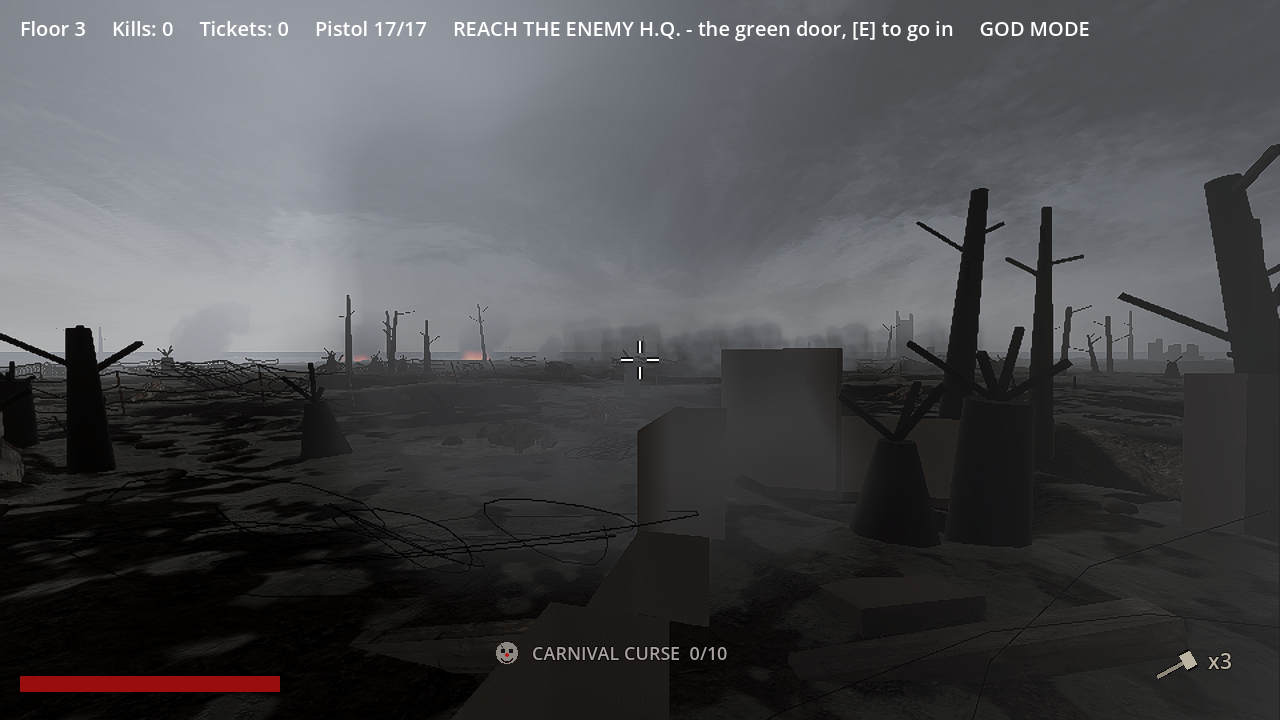 Floor 3 Kills: 0 Tickets: 0 Pistol 17/17 REACH THE ENEMY H.Q. - the green door, [E] to go in GOD MODE
CARNIVAL CURSE 0/10
x3